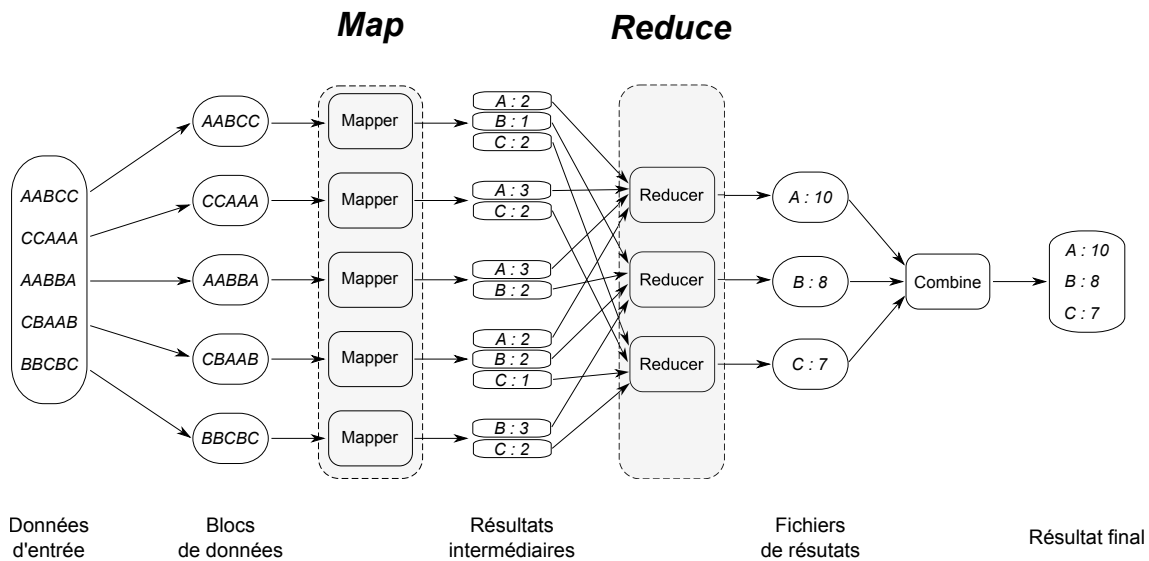 Map
Reduce
AABCC
CCAAA
AABBA
CBAAB
BBCBC
AABCC
CCAAA
AABBA
CBAAB
BBCBC
Mapper
Mapper
Mapper
Mapper
Mapper
A : 2
B : 1
C : 2
A : 3
C : 2
A : 3
B : 2
A : 2
B : 2
C : 1
B : 3
C : 2
Reducer
Reducer
Reducer
A : 10
B : 8
C : 7
Combine
A : 10
B : 8
C : 7
Données
d'entrée
Blocs
de données
Résultats
intermédiaires
Fichiers
de résutats
Résultat final